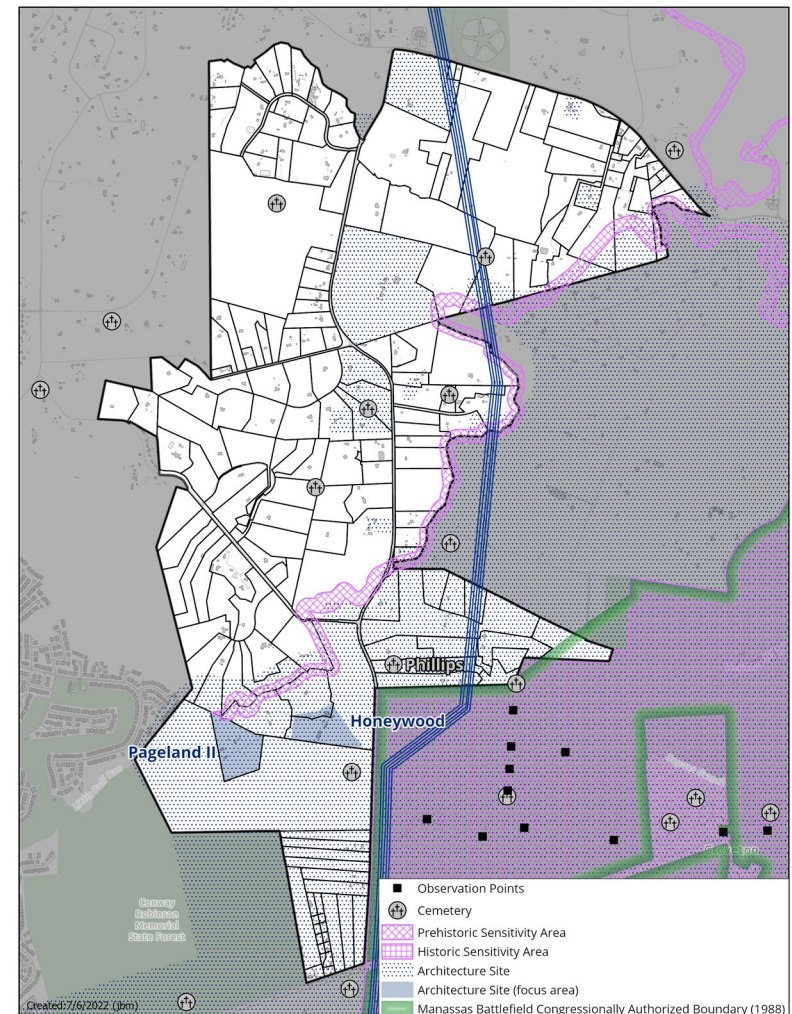 Phillips
Honeywood
Pageland II
Groveton
Conway
Robinson
Memorial
State Forest
Observation Points
Cemetery
Prehistoric Sensitivity Area
Historic Sensitivity Area
Architecture Site
Architecture Site (focus area)
Manassas Battlefield Congressionally Authorized Boundary (1988)
Created:7/6/2022 (jbm)